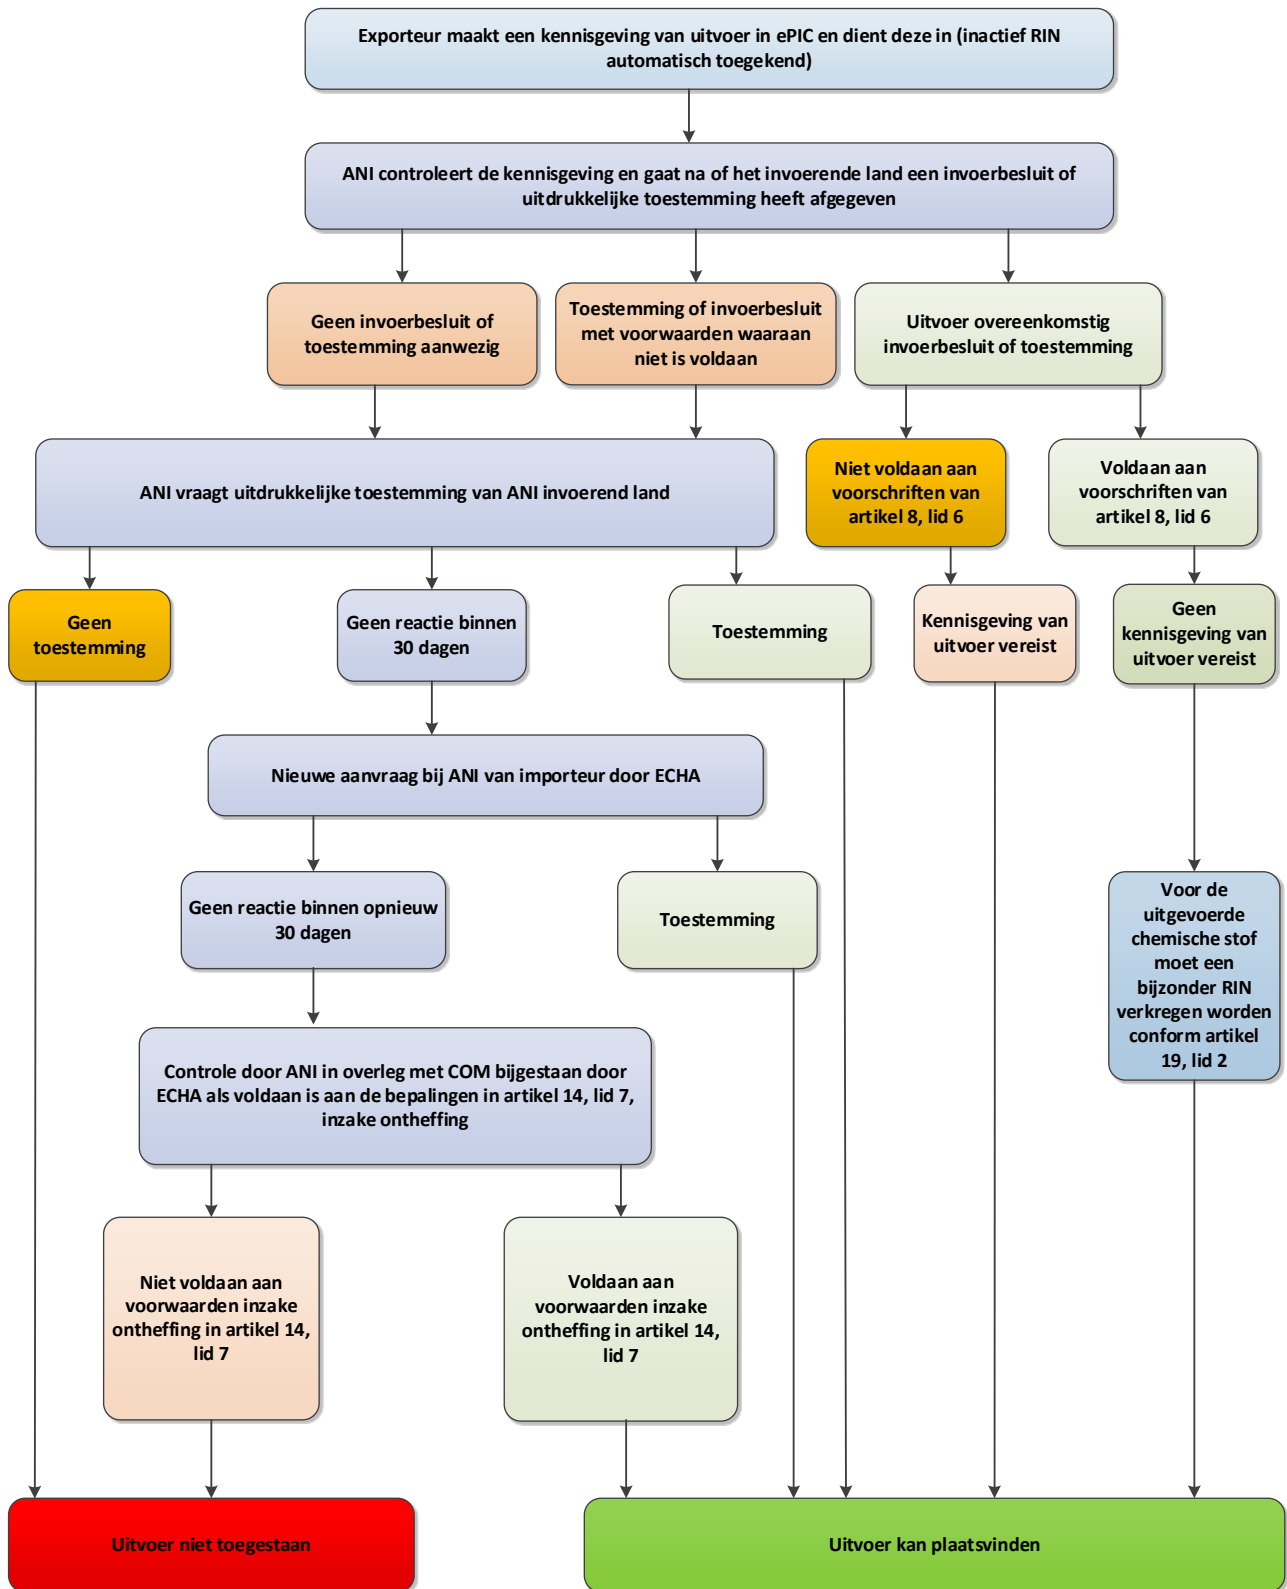 Exporteur maakt een kennisgeving van uitvoer in ePIC en dient deze in (inactief RIN
automatisch toegekend)
ANI controleert de kennisgeving en gaat na of het invoerende land een invoerbesluit of
uitdrukkelijke toestemming heeft afgegeven
Geen invoerbesluit of
toestemming aanwezig
Toestemming of invoerbesluit
met voorwaarden waaraan
niet is voldaan
Uitvoer overeenkomstig
invoerbesluit of toestemming
ANI vraagt uitdrukkelijke toestemming van ANI invoerend land
Niet voldaan aan
voorschriften van
artikel 8, lid 6
Voldaan aan
voorschriften van
artikel 8, lid 6
Geen
toestemming
Geen reactie binnen
30 dagen
Toestemming
Kennisgeving van
uitvoer vereist
Geen
kennisgeving van
uitvoer vereist
Nieuwe aanvraag bij ANI van importeur door ECHA
Geen reactie binnen opnieuw
30 dagen
Toestemming
Voor de
uitgevoerde
chemische stof
moet een
bijzonder RIN
verkregen worden
conform artikel
19, lid 2
Controle door ANI in overleg met COM bijgestaan door
ECHA als voldaan is aan de bepalingen in artikel 14, lid 7,
inzake ontheffing
Niet voldaan aan
voorwaarden inzake
ontheffing in artikel 14,
lid 7
Voldaan aan
voorwaarden inzake
ontheffing in artikel 14,
lid 7
Uitvoer niet toegestaan
Uitvoer kan plaatsvinden